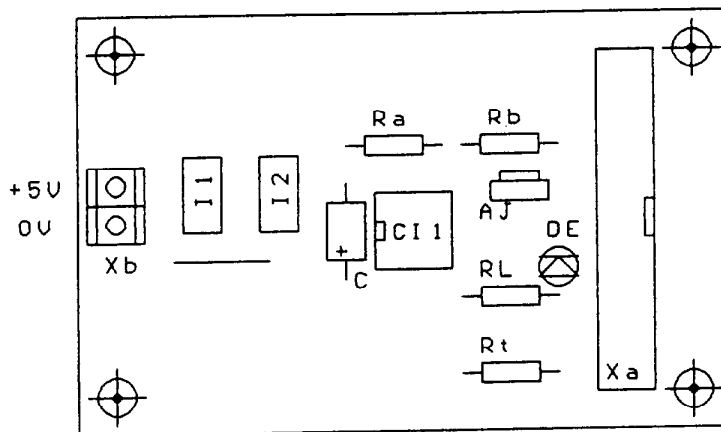 Ra
Rb
+5V
0V
I1
I2
AJ
CI1
DE
Xb
+
C
RL
Rt
Xa